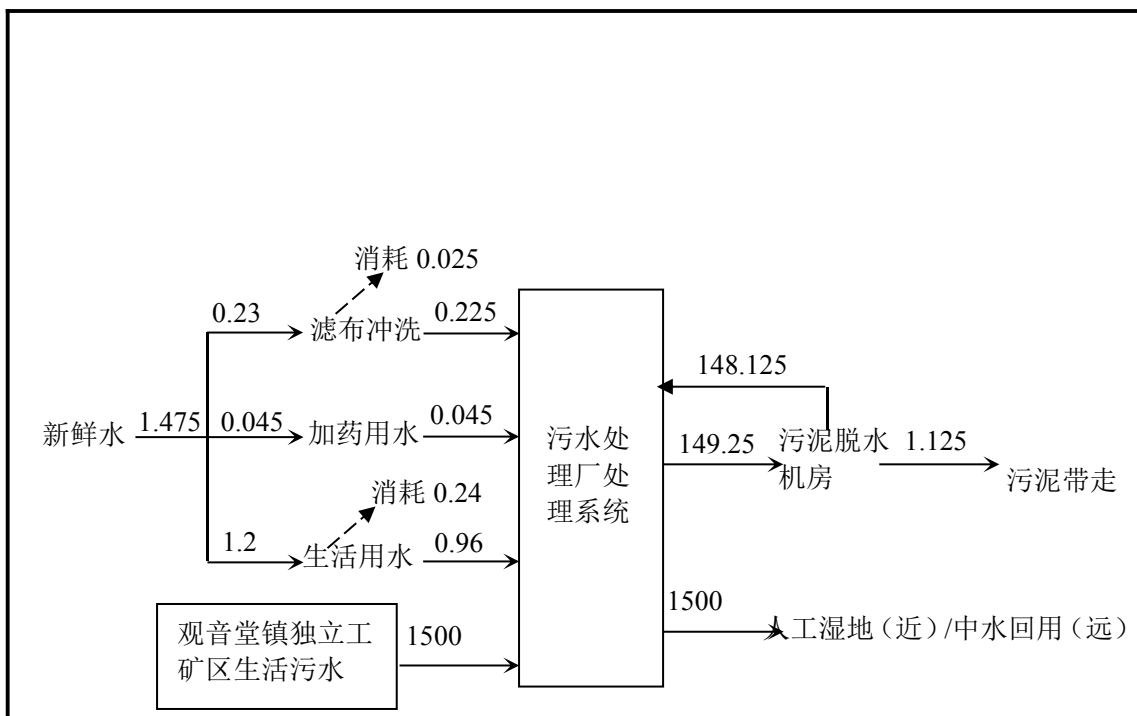 消耗 0.025
0.23
滤布冲洗
0.225
148.125
新鲜水
1.475
0.045
加药用水
0.045
污水处
理厂处
理系统
149.25
污泥脱水
机房
1.125
污泥带走
消耗 0.24
1.2
生活用水
0.96
观音堂镇独立工
矿区生活污水
1500
1500
人工湿地（近）/中水回用（远）